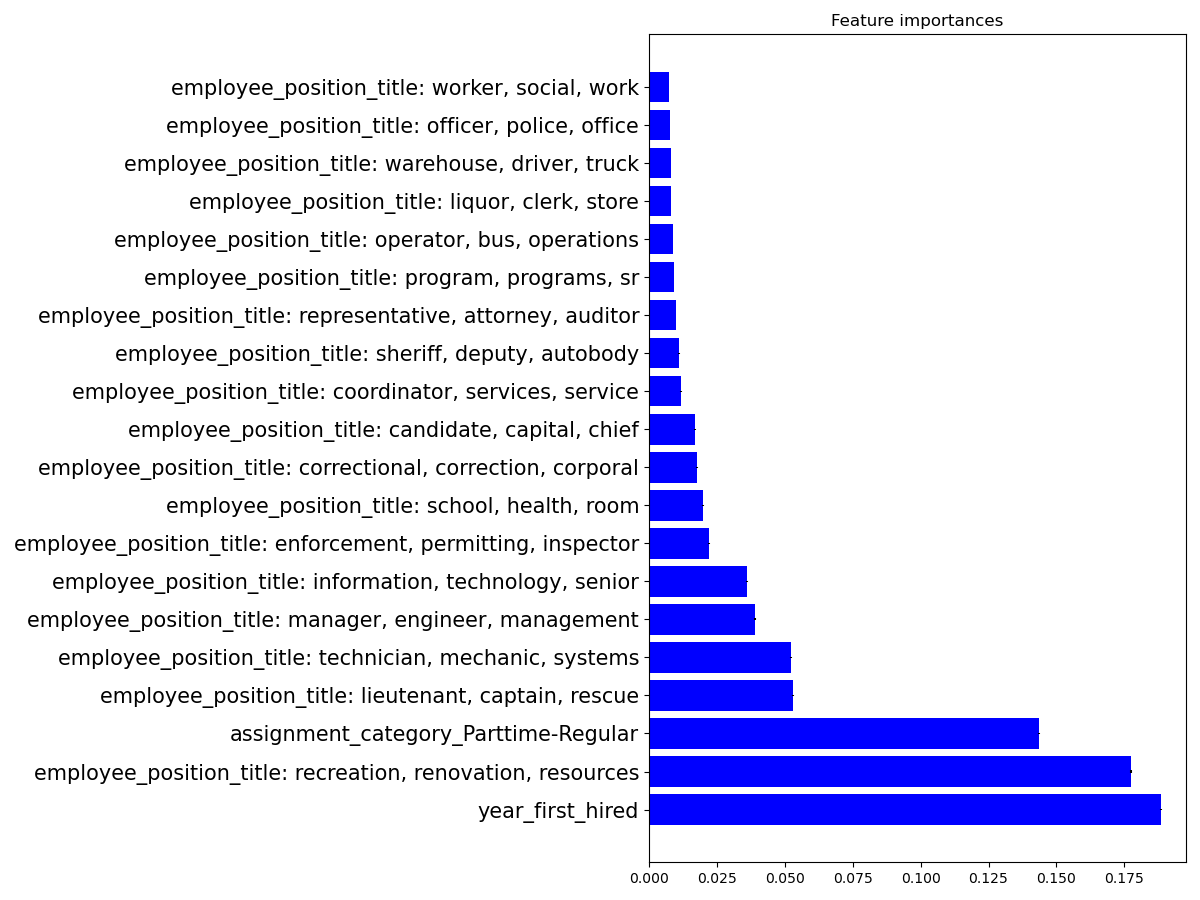 Feature importances
employee_position_title: worker, social, work
employee_position_title: officer, police, office
employee_position_title: warehouse, driver, truck
employee_position_title: liquor, clerk, store
employee_position_title: operator, bus, operations
employee_position_title: program, programs, sr
employee_position_title: representative, attorney, auditor
employee_position_title: sheriff, deputy, autobody
employee_position_title: coordinator, services, service
employee_position_title: candidate, capital, chief
employee_position_title: correctional, correction, corporal
employee_position_title: school, health, room
employee_position_title: enforcement, permitting, inspector
employee_position_title: information, technology, senior
employee_position_title: manager, engineer, management
employee_position_title: technician, mechanic, systems
employee_position_title: lieutenant, captain, rescue
assignment_category_Parttime-Regular
employee_position_title: recreation, renovation, resources
year_first_hired
0.000 0.025 0.050 0.075 0.100 0.125 0.150 0.175